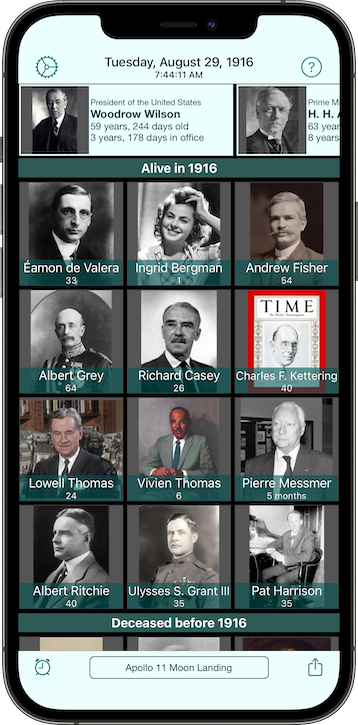 Tuesday, August 29, 1916
7:44:11 AM
?
President of the United States
Woodrow Wilson
59 years, 244 days old
3 years, 178 days in office
Prime M
H. H. A
63 year
8 years
Alive in 1916
Éamon de Valera
33
Ingrid Bergman
1
Andrew Fisher
54
Albert Grey
64
Richard Casey
26
TIME
Charles F. Kettering
40
Lowell Thomas
24
Vivien Thomas
6
Pierre Messmer
5 months
Albert Ritchie
40
Ulysses S. Grant III
35
Pat Harrison
35
Deceased before 1916
Apollo 11 Moon Landing